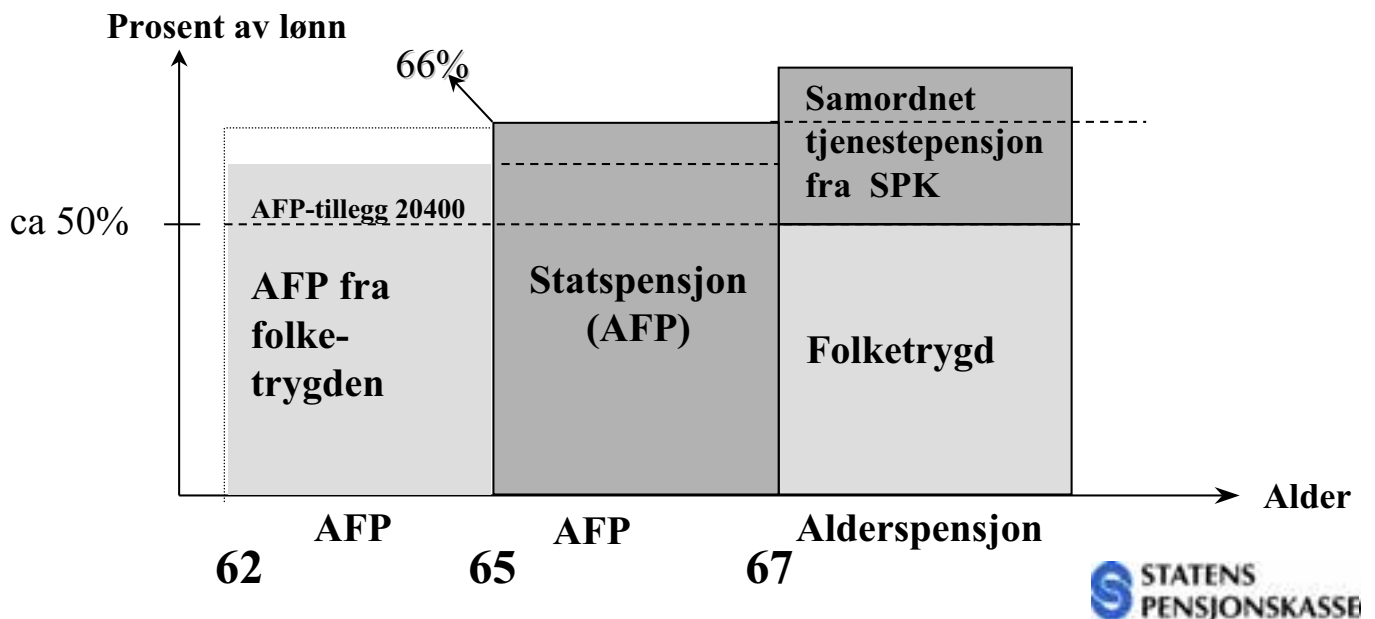 Prosent av lønn
66%
Samordnet
tjenestepensjon
fra SPK
AFP-tillegg 20400
ca 50%
AFP fra
folke-
trygden
Statspensjon
(AFP)
Folketrygd
Alder
AFP
AFP
Alderspensjon
62
65
67
STATENS
PENSJONSKASSE